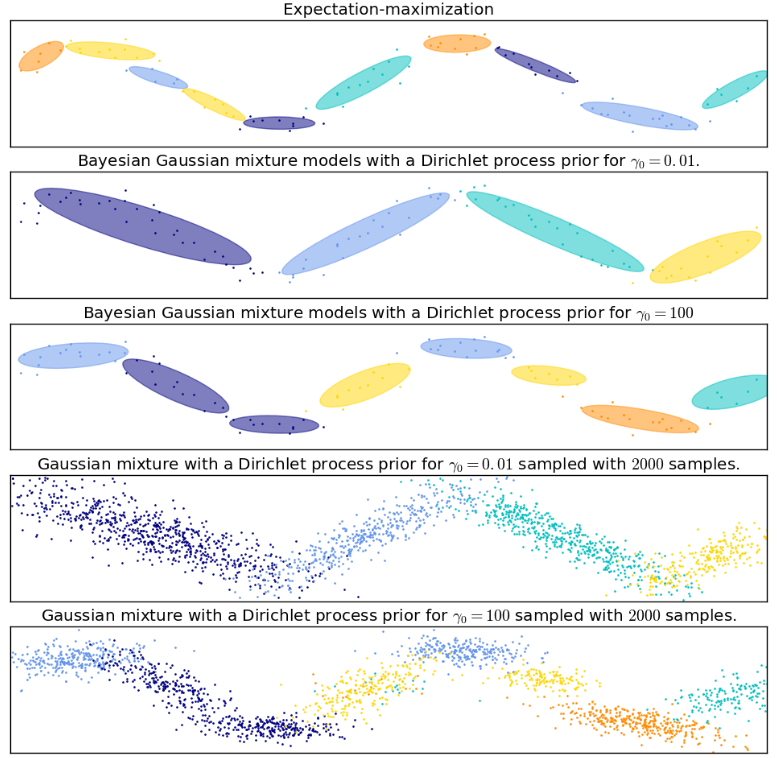 Expectation-maximization
Bayesian Gaussian mixture models with a Dirichlet process prior for γ₀ = 0.01.
Bayesian Gaussian mixture models with a Dirichlet process prior for γ₀ = 100
Gaussian mixture with a Dirichlet process prior for γ₀ = 0.01 sampled with 2000 samples.
Gaussian mixture with a Dirichlet process prior for γ₀ = 100 sampled with 2000 samples.